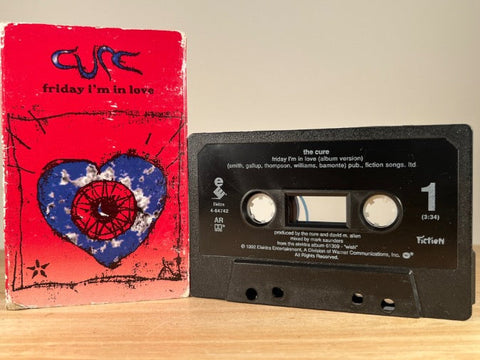 CURE
friday i'm in love
the cure
friday i'm in love (album version)
(smith, gallup, thompson, williams, bamonte) pub., fiction songs. ltd
Elektra
4-64742
AR
1
(3:34)
Fiction
produced by the cure and david m. allen
mixed by mark saunders
© 1992 Elektra Entertainment, A Division of Warner Communications, Inc.
from the elektra album 61309 - "wish"
All Rights Reserved.